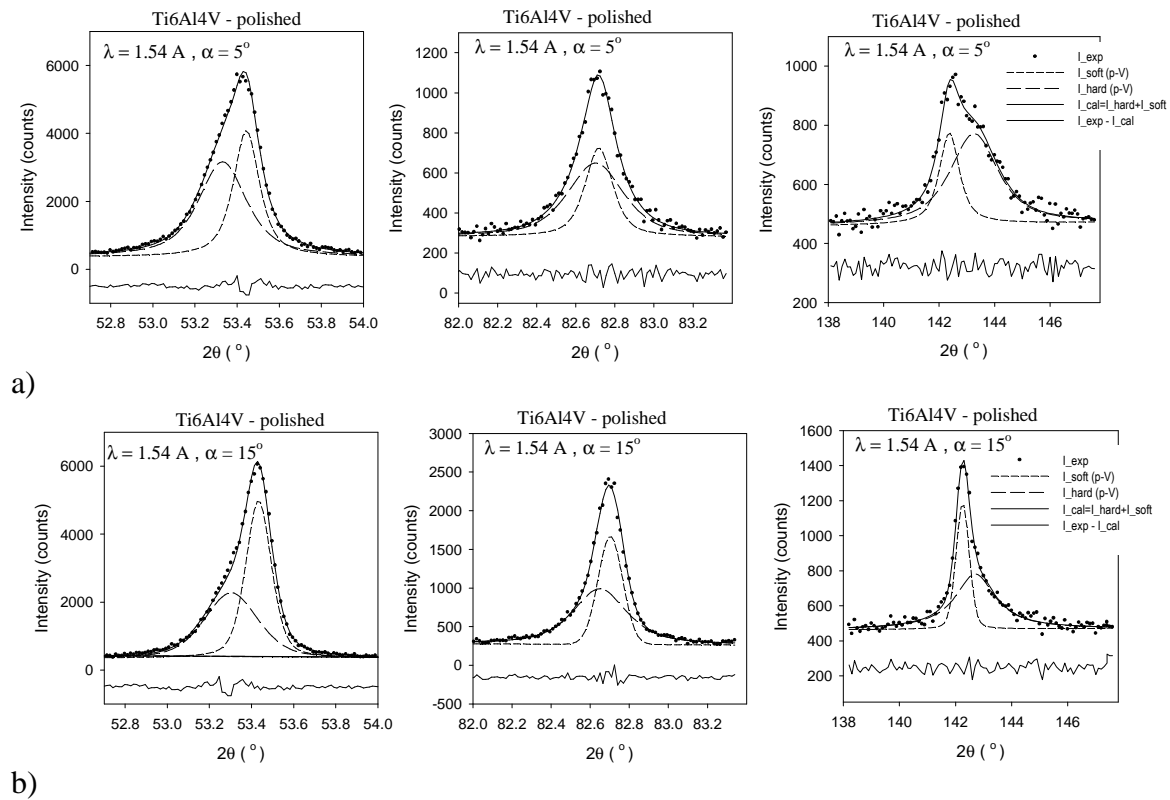 Ti6Al4V - polished
λ = 1.54 A , α = 5°
Intensity (counts)
6000
4000
2000
0
52.8 53.0 53.2 53.4 53.6 53.8 54.0
2θ ( ° )
Ti6Al4V - polished
λ = 1.54 A , α = 5°
Intensity (counts)
1200
1000
800
600
400
200
0
82.0 82.2 82.4 82.6 82.8 83.0 83.2
2θ ( ° )
Ti6Al4V - polished
λ = 1.54 A , α = 5°
Intensity (counts)
1000
800
600
400
200
138 140 142 144 146
2θ ( ° )
I_exp
I_soft (p-V)
I_hard (p-V)
I_cal=I_hard+I_soft
I_exp - I_cal
a)
Ti6Al4V - polished
λ = 1.54 A , α = 15°
Intensity (counts)
6000
4000
2000
0
52.8 53.0 53.2 53.4 53.6 53.8 54.0
2θ ( ° )
Ti6Al4V - polished
λ = 1.54 A , α = 15°
Intensity (counts)
3000
2500
2000
1500
1000
500
0
-500
82.0 82.2 82.4 82.6 82.8 83.0 83.2
2θ ( ° )
Ti6Al4V - polished
λ = 1.54 A , α = 15°
Intensity (counts)
1600
1400
1200
1000
800
600
400
200
138 140 142 144 146
2θ ( ° )
I_exp
I_soft (p-V)
I_hard (p-V)
I_cal=I_hard+I_soft
I_exp - I_cal
b)